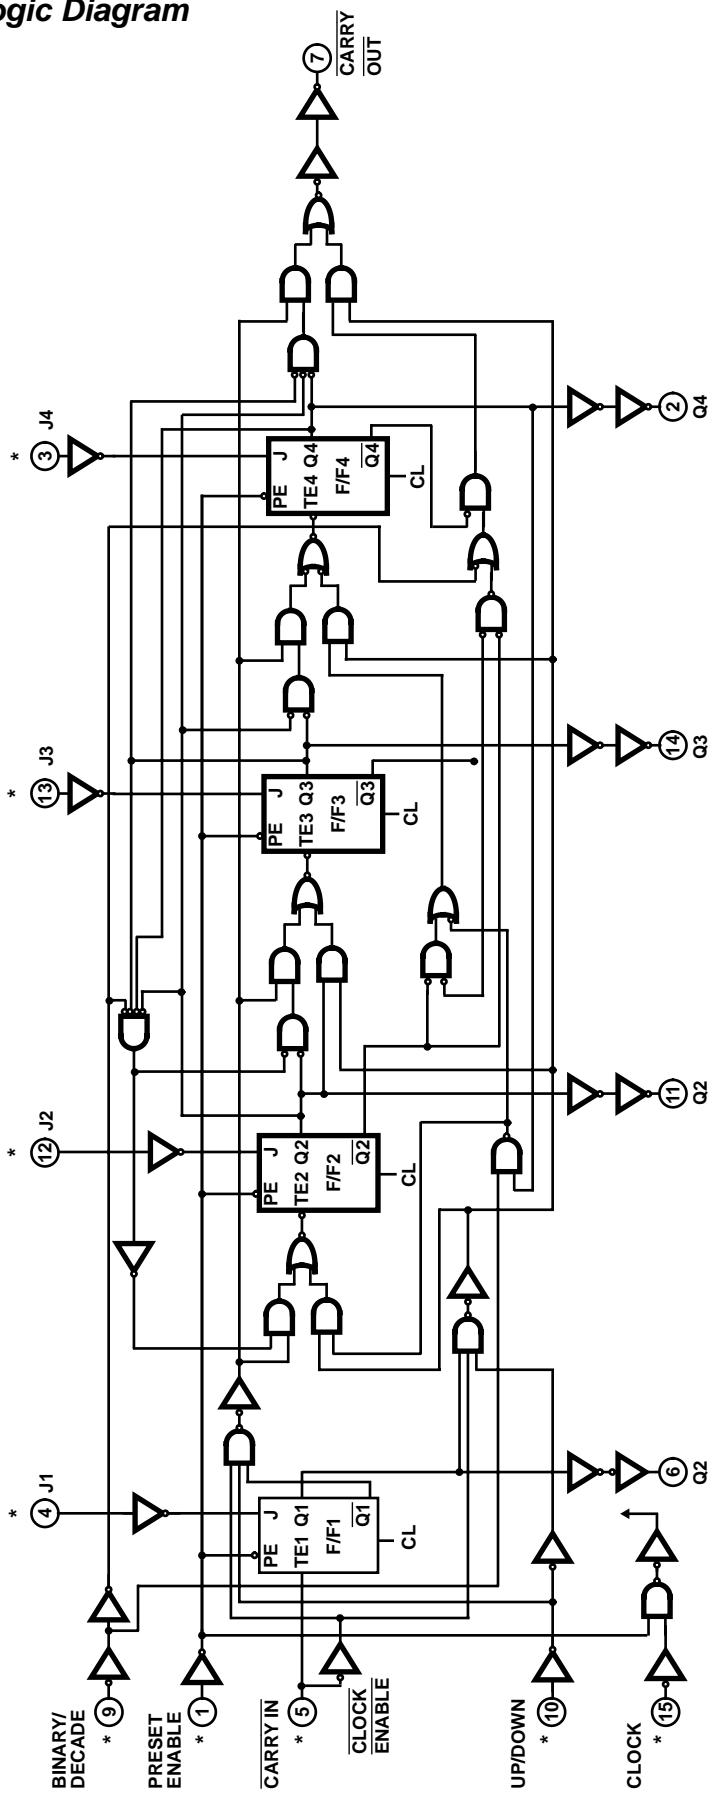 ogic Diagram
7
CARRY
OUT
*
3
J4
J
Q4
PE
TE4
F/F4
Q4
CL
2
Q4
*
13
J3
J
Q3
PE
TE3
F/F3
Q3
CL
14
Q3
*
12
J2
J
Q2
PE
TE2
F/F2
Q2
CL
11
Q2
*
4
J1
J
Q1
PE
TE1
F/F1
Q1
CL
6
Q2
BINARY/
DECADE
*
9
PRESET
ENABLE
*
1
CARRY IN
*
5
CLOCK
ENABLE
UP/DOWN
*
10
CLOCK
*
15